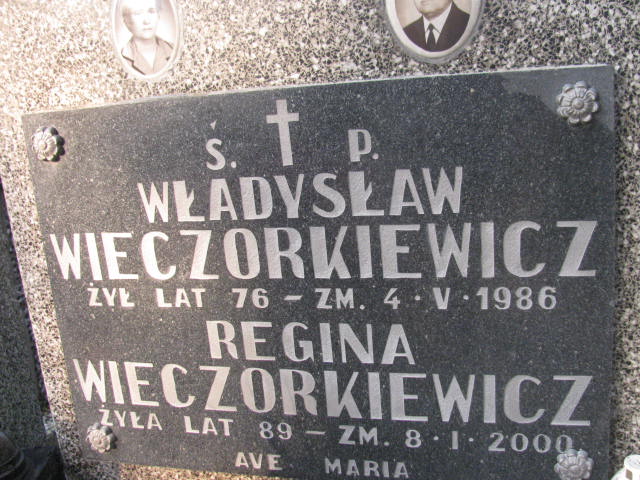 Ś. P.
WŁADYSŁAW
WIECZORKIEWICZ
ŻYŁ LAT 76 - ZM. 4 · V · 1986
REGINA
WIECZORKIEWICZ
ŻYŁA LAT 89 - ZM. 8 · I · 2000
AVE MARIA